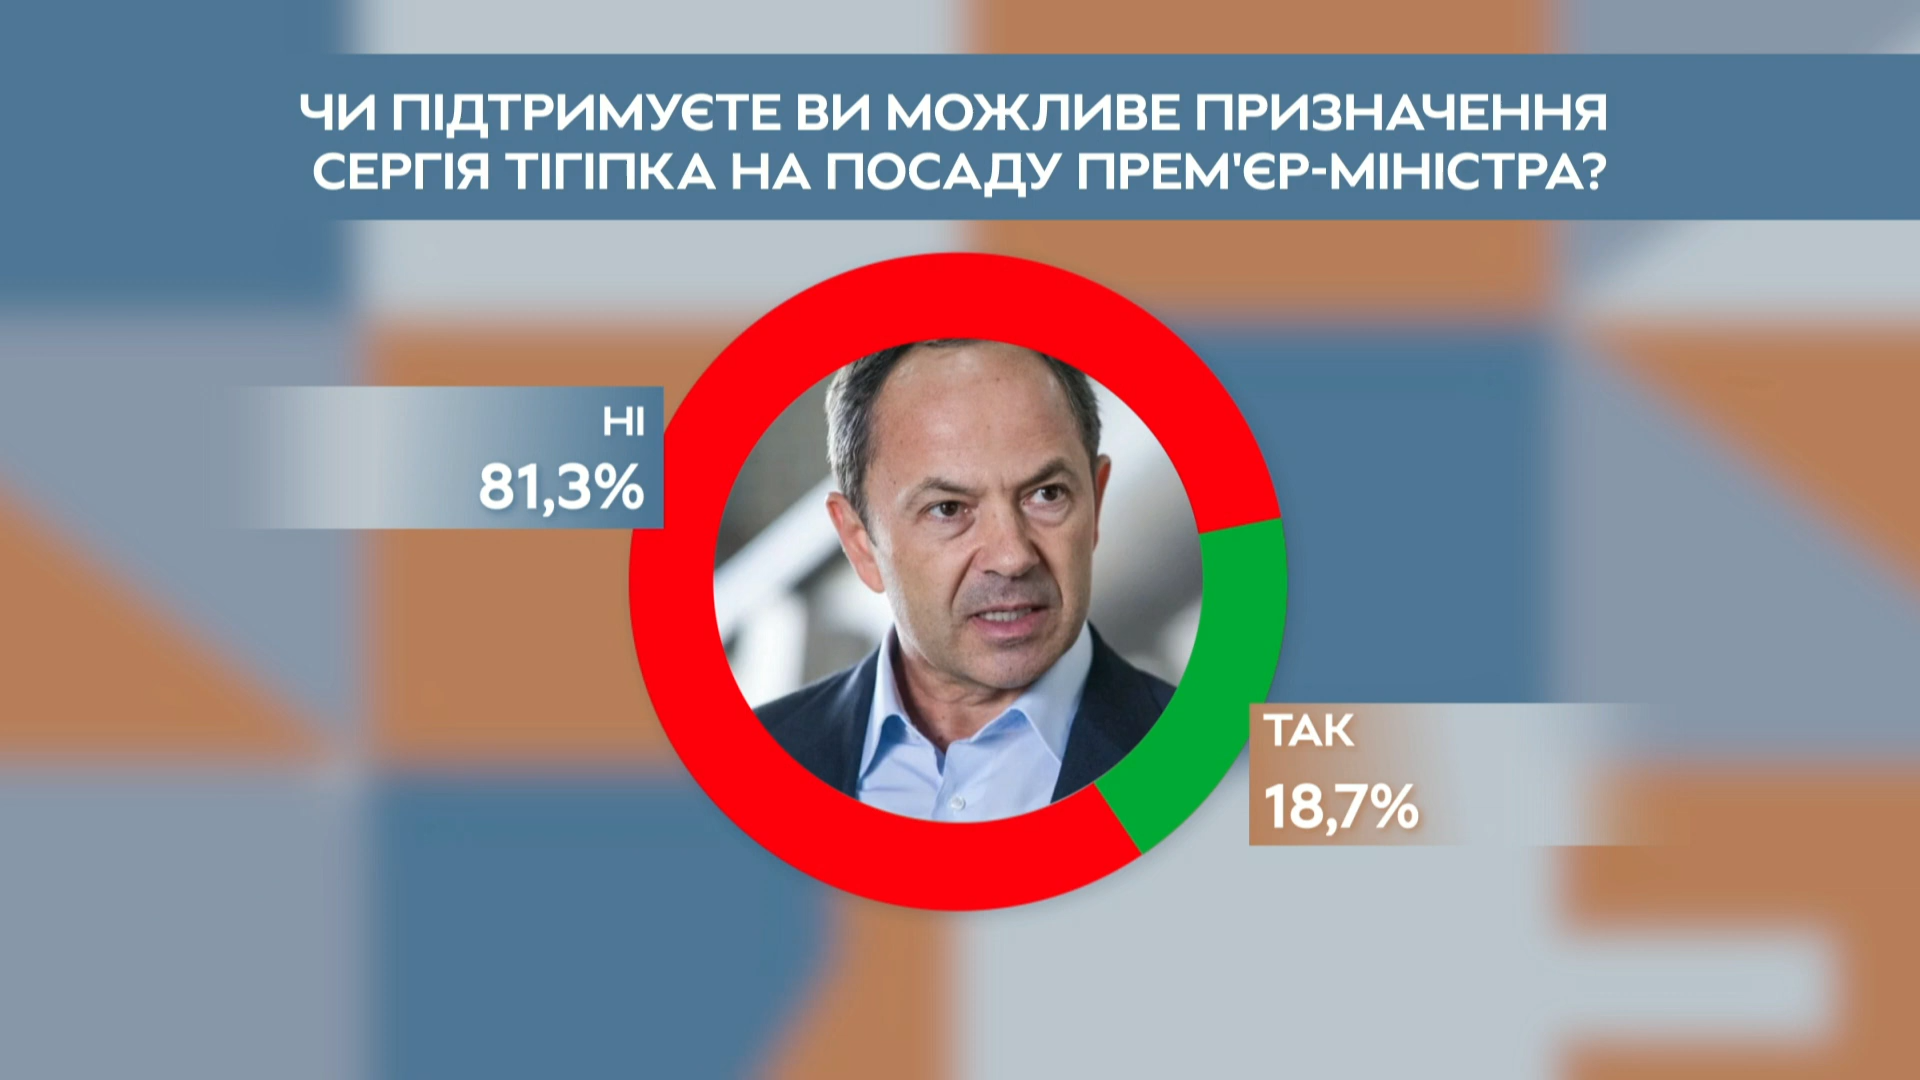 ЧИ ПІДТРИМУЄТЕ ВИ МОЖЛИВЕ ПРИЗНАЧЕННЯ
СЕРГІЯ ТІГІПКА НА ПОСАДУ ПРЕМ'ЄР-МІНІСТРА?
НІ
81,3%
ТАК
18,7%